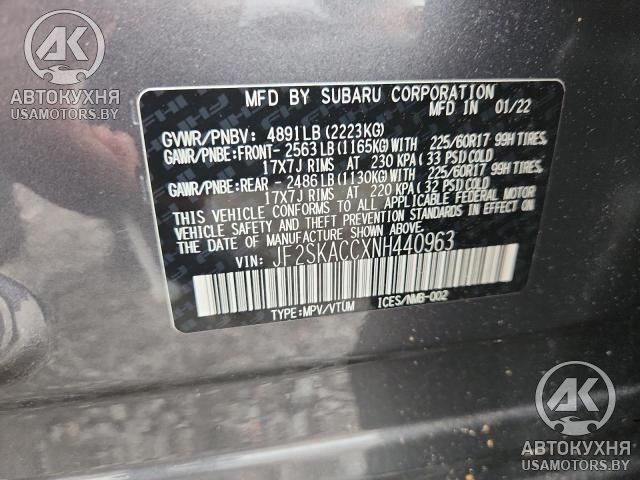 АК
АВТОКУХНЯ
USAMOTORS.BY
MFD BY SUBARU CORPORATION
MFD IN 01/22
GVWR/PNBV: 4891LB (2223KG)
GAWR/PNBE:FRONT- 2563LB(1165KG)WITH 225/60R17 99H TIRES,
17X7J RIMS AT 230 KPA(33 PSI)COLD
GAWR/PNBE:REAR - 2486LB(1130KG)WITH 225/60R17 99H TIRES,
17X7J RIMS AT 220 KPA(32 PSI)COLD
THIS VEHICLE CONFORMS TO ALL APPLICABLE FEDERAL MOTOR
VEHICLE SAFETY AND THEFT PREVENTION STANDARDS IN EFFECT ON
THE DATE OF MANUFACTURE SHOWN ABOVE.
VIN: JF2SKACCXNH440963
TYPE:MPV/VTUM ICES/NMB-002
АК
АВТОКУХНЯ
USAMOTORS.BY